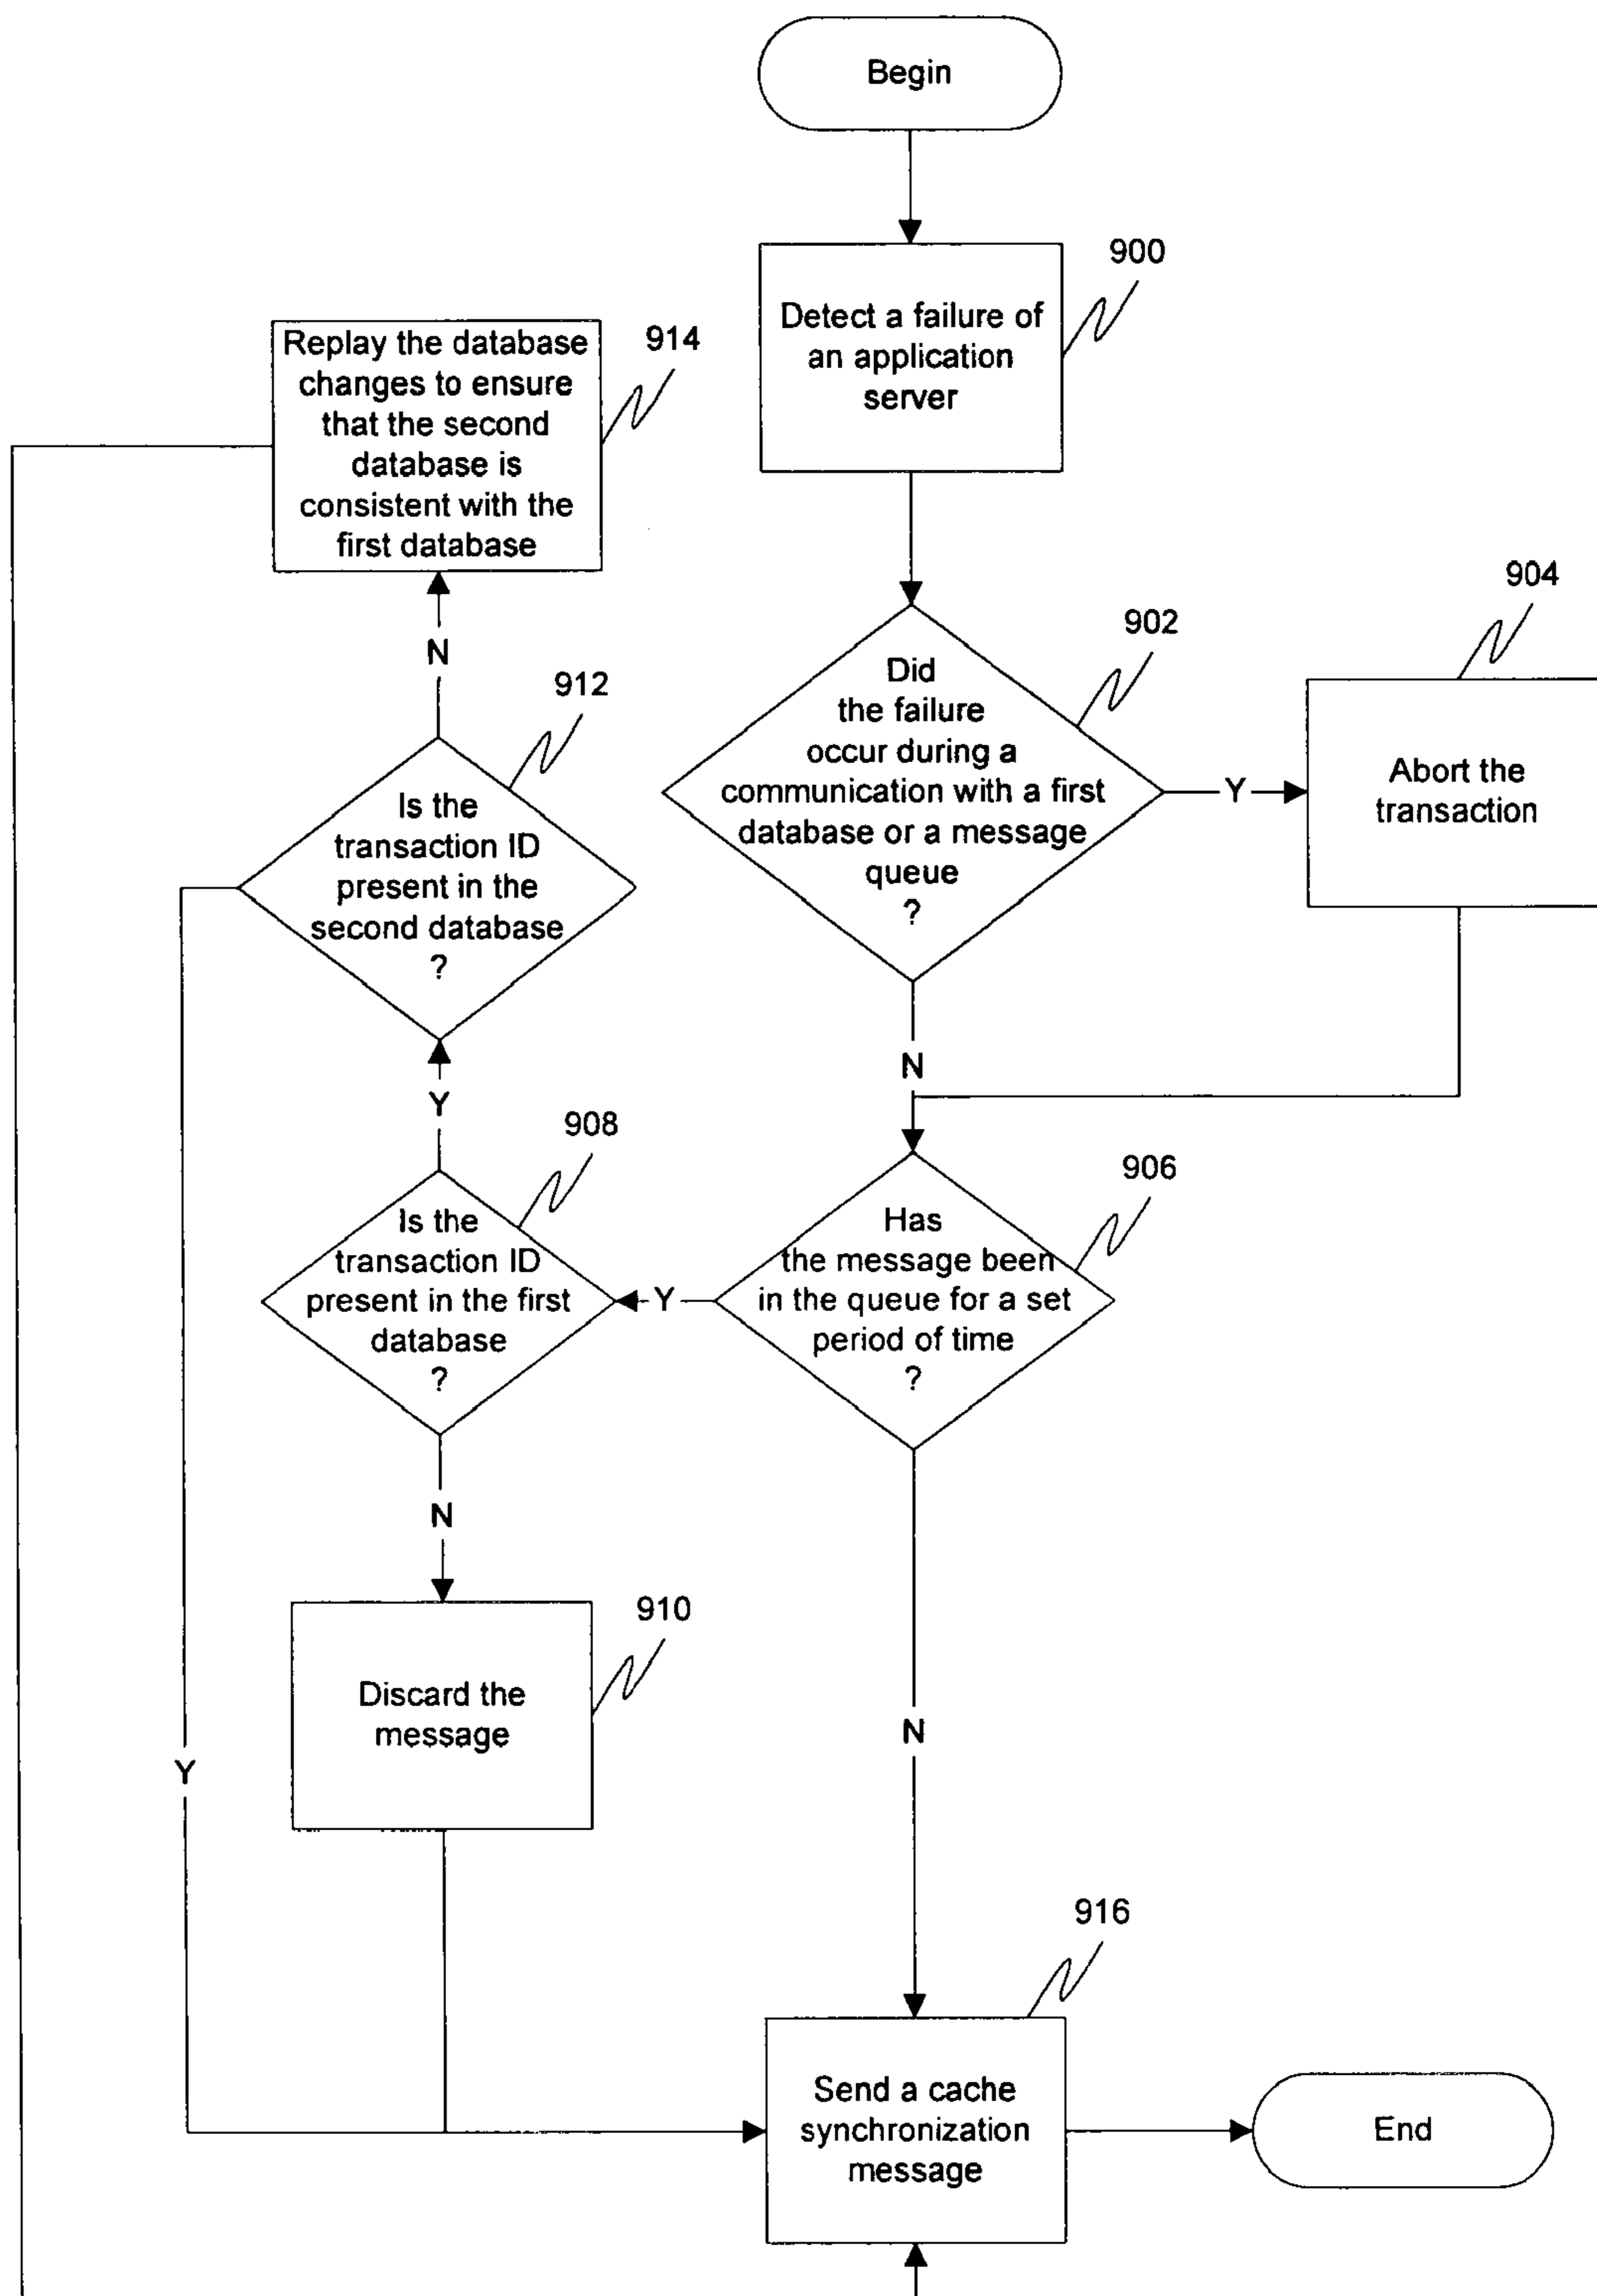 Begin
900
Detect a failure of
an application
server
914
Replay the database
changes to ensure
that the second
database is
consistent with the
first database
904
902
Did
the failure
occur during a
communication with a first
database or a message
queue
?
Y
Abort the
transaction
N
912
Is the
transaction ID
present in the
second database
?
N
Y
908
906
Is the
transaction ID
present in the first
database
?
Y
Has
the message been
in the queue for a set
period of time
?
N
910
Discard the
message
N
Y
916
Send a cache
synchronization
message
End